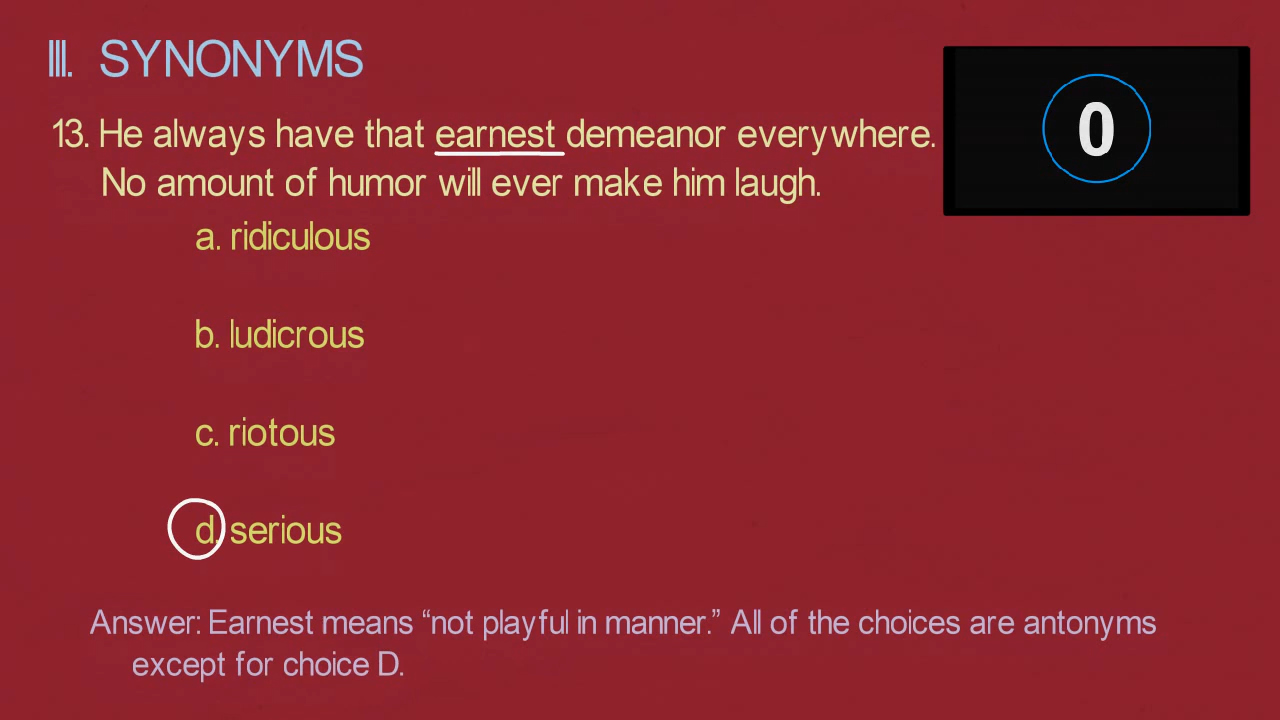 III. SYNONYMS
13. He always have that earnest demeanor everywhere.
No amount of humor will ever make him laugh.
0
a. ridiculous
b. ludicrous
c. riotous
d. serious
Answer: Earnest means “not playful in manner.” All of the choices are antonyms
except for choice D.